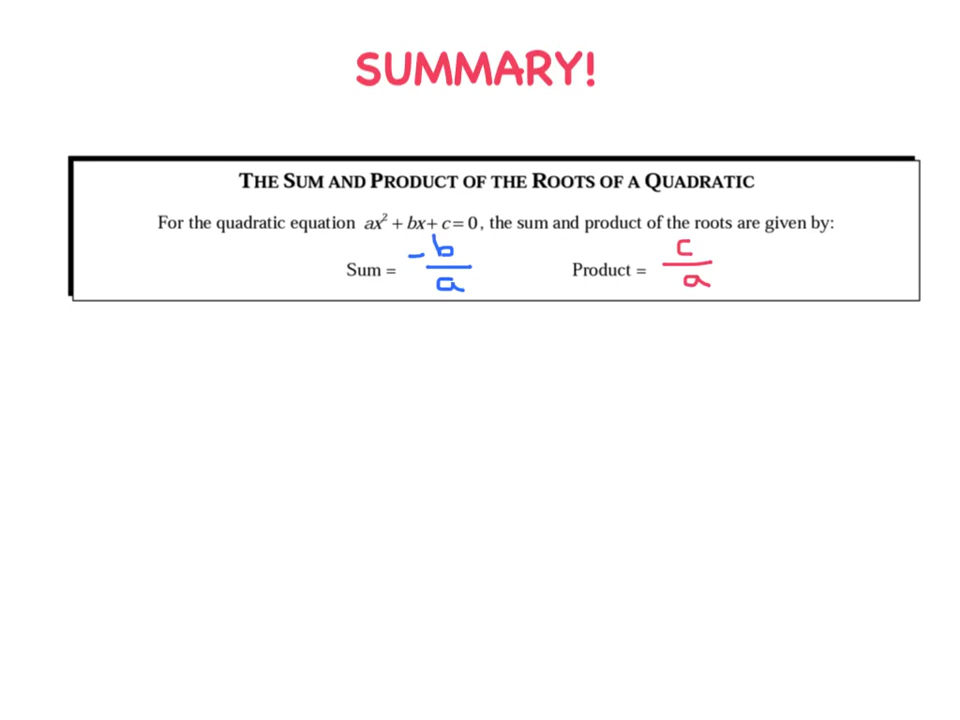 SUMMARY!
THE SUM AND PRODUCT OF THE ROOTS OF A QUADRATIC
For the quadratic equation ax² + bx + c = 0, the sum and product of the roots are given by:
Sum = -b/a Product = c/a